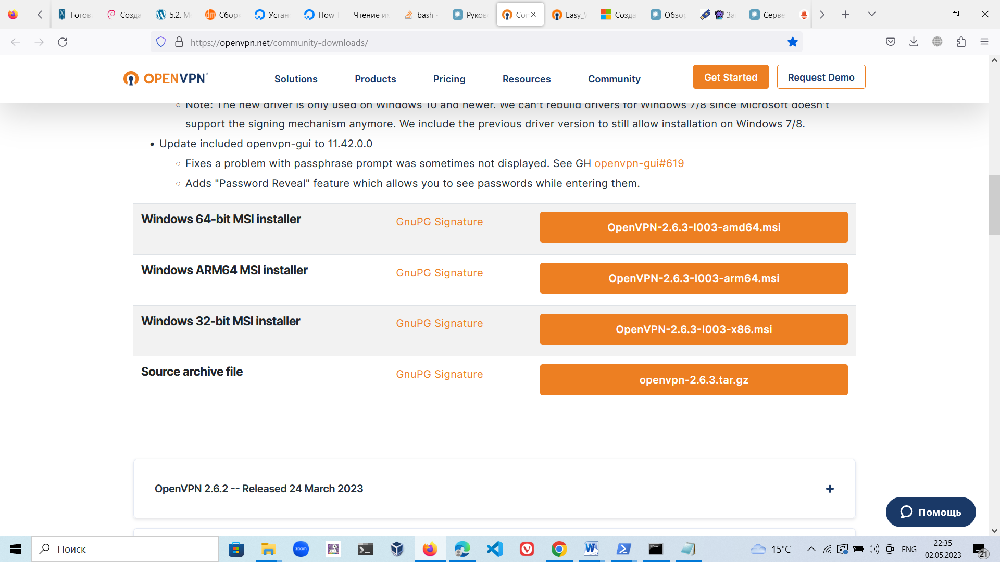 Готов
Созда
5.2. М
Сборк
Устан
How T
Чтение им
bash -
Руков
Con
Easy_W
Созда
Обзор
За
Серве
https://openvpn.net/community-downloads/
OPENVPN®
Solutions
Products
Pricing
Resources
Community
Get Started
Request Demo
Note: The new driver is only used on Windows 10 and newer. We can't rebuild drivers for Windows 7/8 since Microsoft doesn't
support the signing mechanism anymore. We include the previous driver version to still allow installation on Windows 7/8.
Update included openvpn-gui to 11.42.0.0
Fixes a problem with passphrase prompt was sometimes not displayed. See GH openvpn-gui#619
Adds "Password Reveal" feature which allows you to see passwords while entering them.
Windows 64-bit MSI installer
GnuPG Signature
OpenVPN-2.6.3-I003-amd64.msi
Windows ARM64 MSI installer
GnuPG Signature
OpenVPN-2.6.3-I003-arm64.msi
Windows 32-bit MSI installer
GnuPG Signature
OpenVPN-2.6.3-I003-x86.msi
Source archive file
GnuPG Signature
openvpn-2.6.3.tar.gz
OpenVPN 2.6.2 -- Released 24 March 2023
Помощь
Поиск
zoom
15°C
ENG
22:35
02.05.2023
21